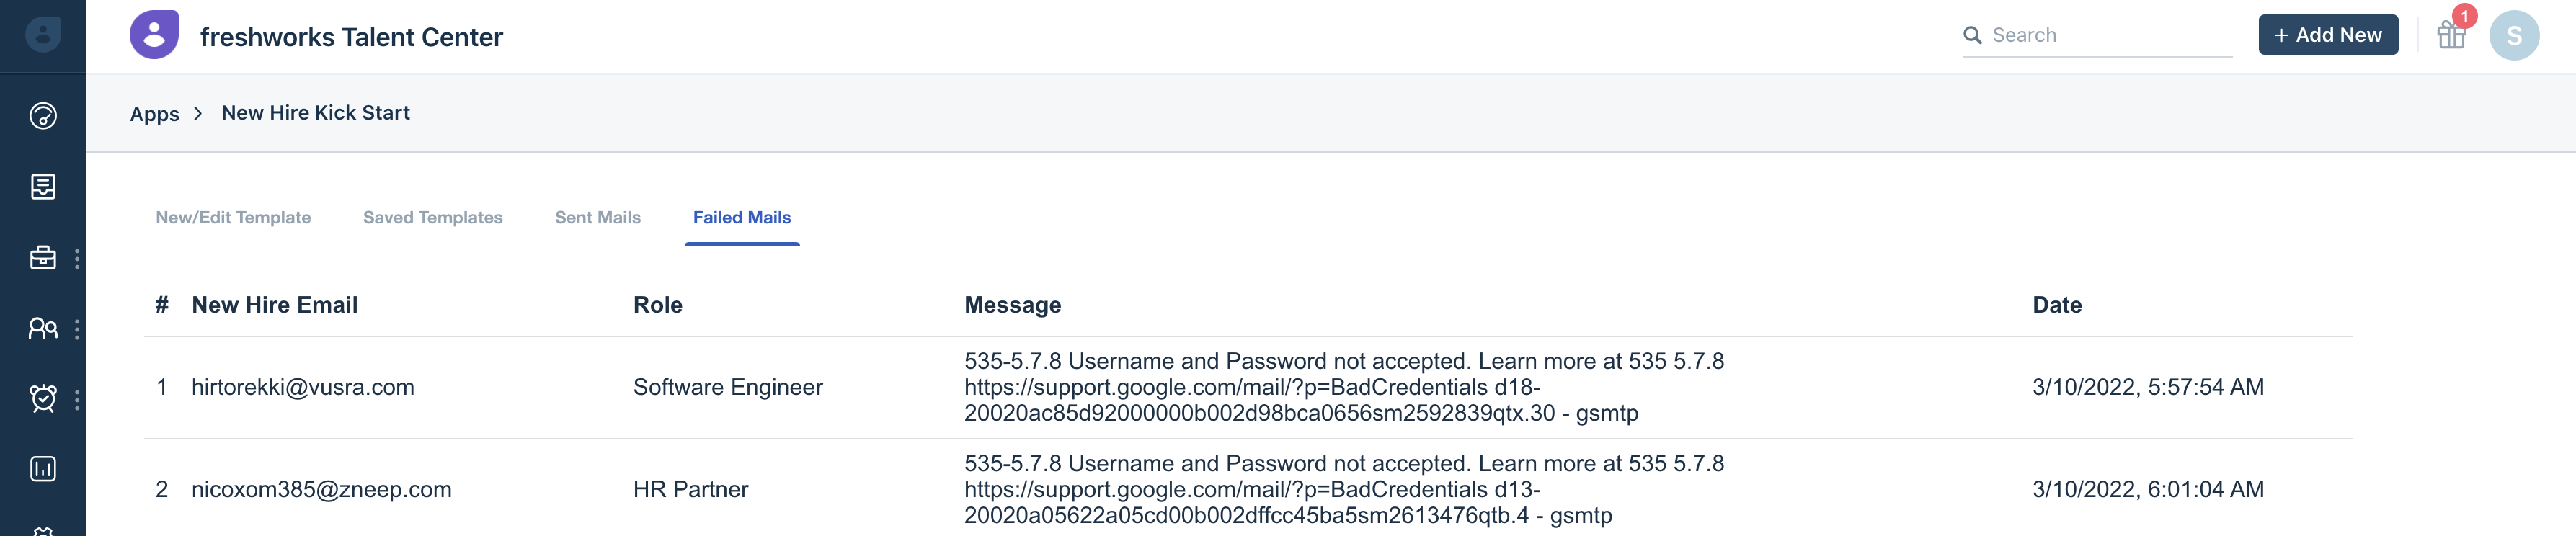 freshworks Talent Center
Search
+ Add New
1
S
Apps > New Hire Kick Start
New/Edit Template Saved Templates Sent Mails Failed Mails
# New Hire Email Role Message Date
1 hirtorekki@vusra.com Software Engineer 535-5.7.8 Username and Password not accepted. Learn more at 535 5.7.8
https://support.google.com/mail/?p=BadCredentials d18-
20020ac85d92000000b002d98bca0656sm2592839qtx.30 - gsmtp
3/10/2022, 5:57:54 AM
2 nicoxom385@zneep.com HR Partner 535-5.7.8 Username and Password not accepted. Learn more at 535 5.7.8
https://support.google.com/mail/?p=BadCredentials d13-
20020a05622a05cd00b002dffcc45ba5sm2613476qtb.4 - gsmtp
3/10/2022, 6:01:04 AM